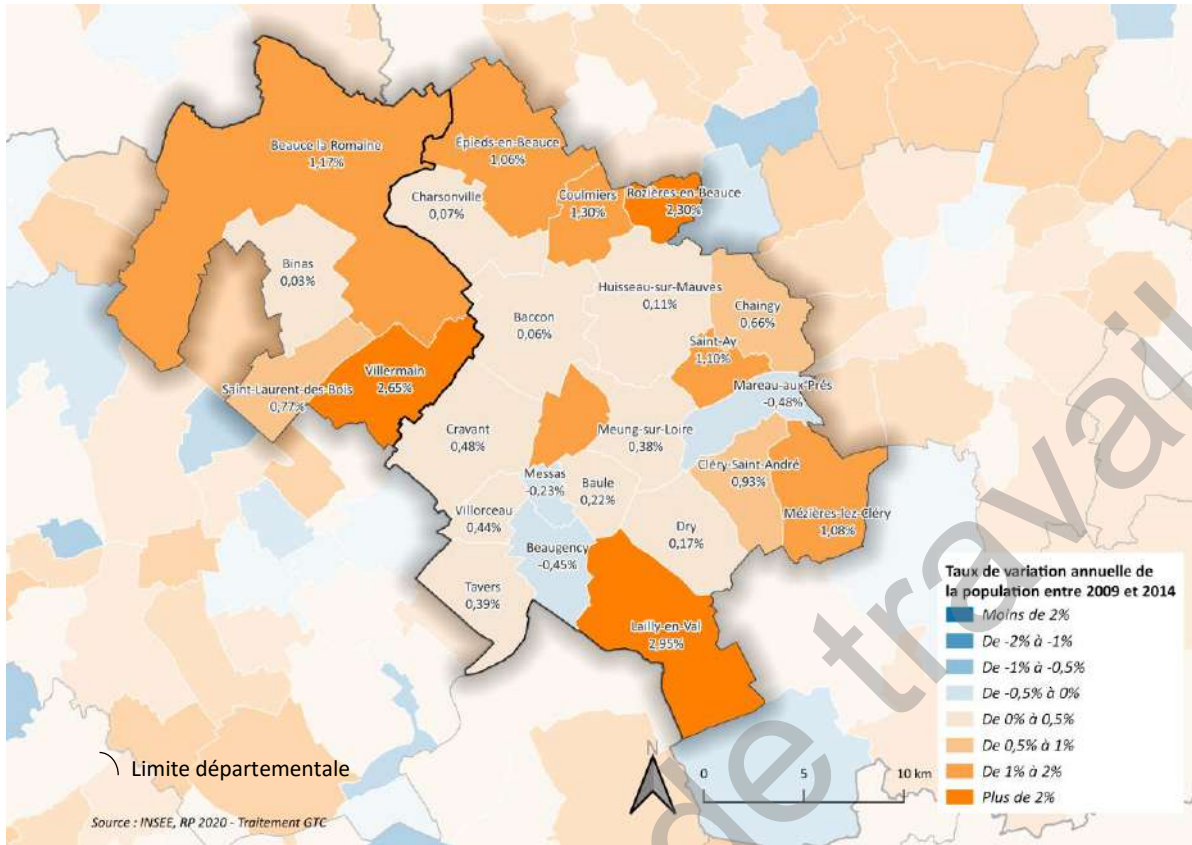 Beauce la Romaine
1,17%
Épieds-en-Beauce
1,06%
Charsonville
0,07%
Coulmiers
1,30%
Rozières-en-Beauce
2,30%
Binas
0,03%
Huisseau-sur-Mauves
0,11%
Chaingy
0,66%
Baccon
0,06%
Saint-Ay
1,10%
Villermain
2,65%
Saint-Laurent-des-Bois
0,77%
Mareau-aux-Prés
-0,48%
Cravant
0,48%
Meung-sur-Loire
0,38%
Cléry-Saint-André
0,93%
Messas
-0,23%
Baule
0,22%
Mézières-lez-Cléry
1,08%
Villorceau
0,44%
Dry
0,17%
Beaugency
-0,45%
Tavers
0,39%
Lailly-en-Val
2,95%
Taux de variation annuelle de
la population entre 2009 et 2014
Moins de 2%
De -2% à -1%
De -1% à -0,5%
De -0,5% à 0%
De 0% à 0,5%
De 0,5% à 1%
De 1% à 2%
Plus de 2%
Limite départementale
N
0 5 10 km
Source : INSEE, RP 2020 - Traitement GTC
de travail